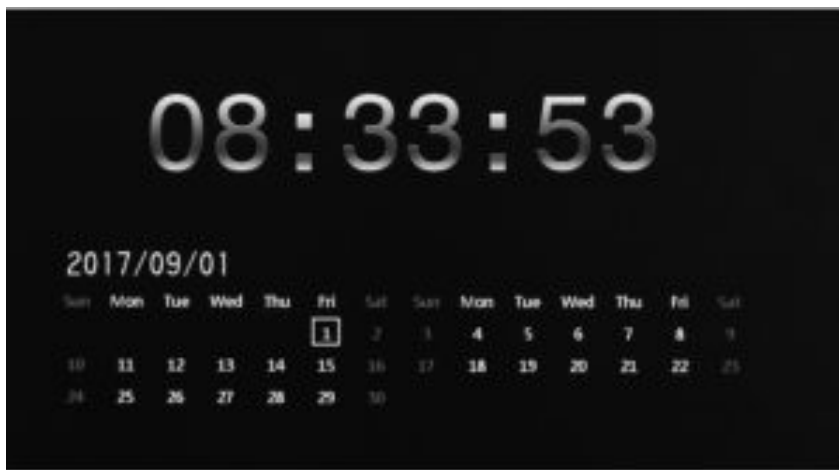 08:33:53
2017/09/01
Sun Mon Tue Wed Thu Fri Sat Sun Mon Tue Wed Thu Fri Sat
1 2 3 4 5 6 7 8 9
10 11 12 13 14 15 16 17 18 19 20 21 22 23
24 25 26 27 28 29 30